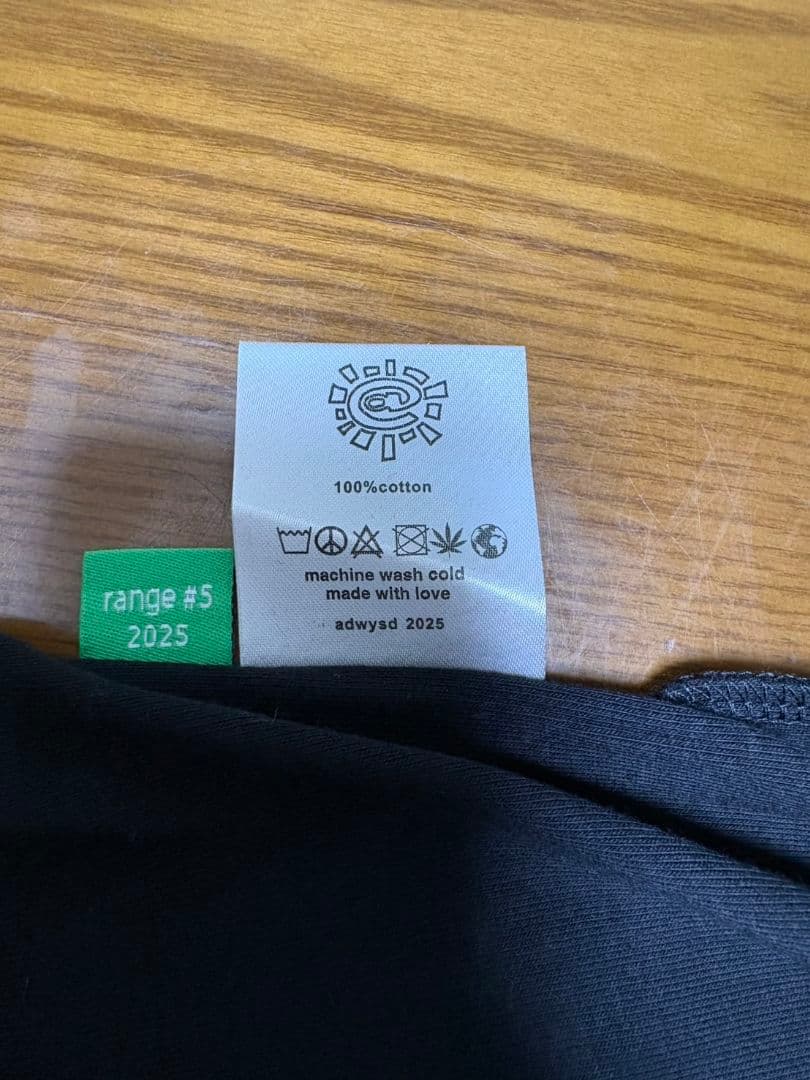 100%cotton
machine wash cold
made with love
adwysd 2025
range #5
2025